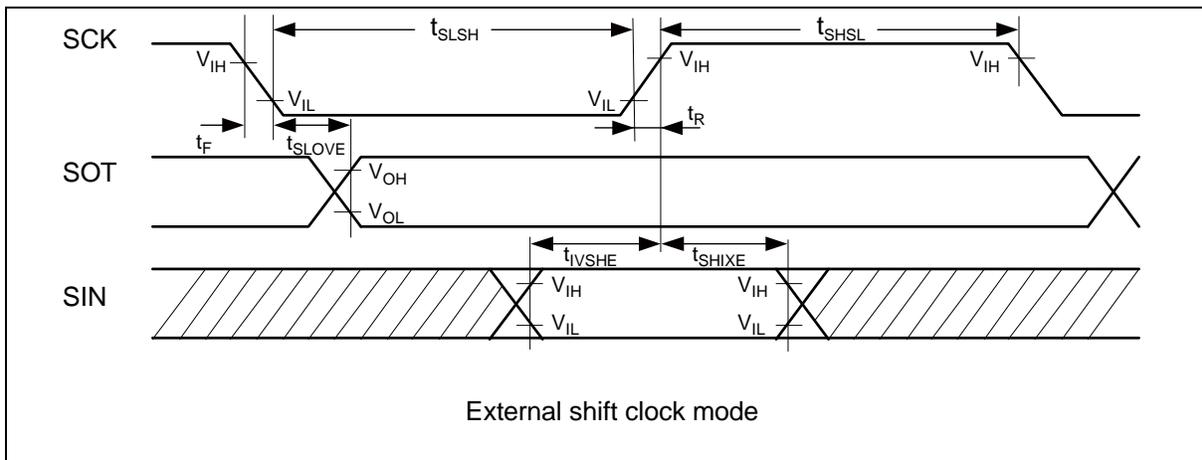 SCK
tSLSH
tSHSL
VIH
VIL
VIL
VIH
VIH
tF
tSLOVE
tR
SOT
VOH
VOL
tIVSHE
tSHIXE
SIN
VIH
VIL
VIH
VIL
External shift clock mode